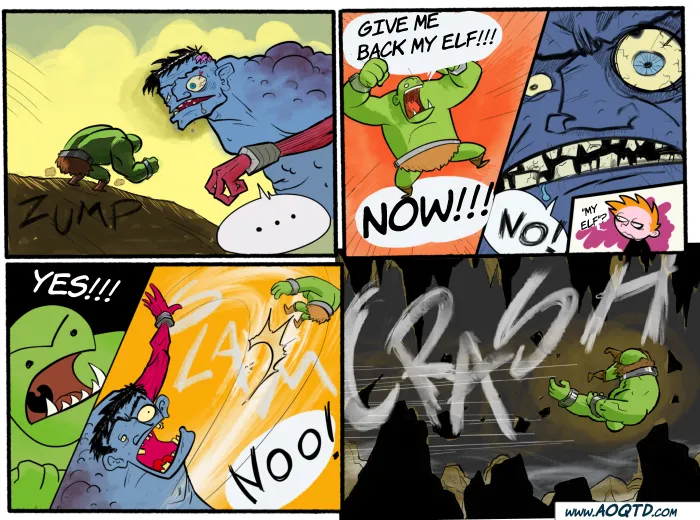 ZUMP
...
GIVE ME
BACK MY ELF!!!
NOW!!!
NO!
"MY
ELF"?
YES!!!
SLAM
NOO!
CRASH
www.AOQTD.com